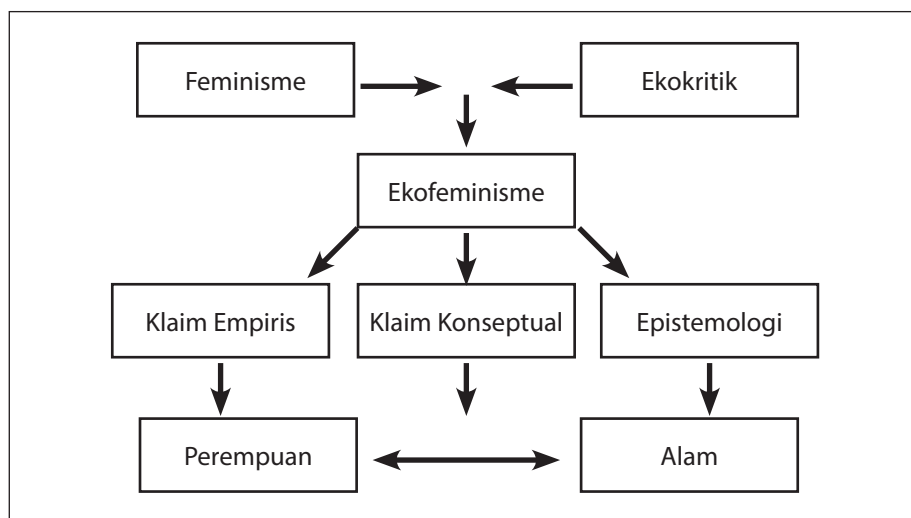 Feminisme
Ekokritik
Ekofeminisme
Klaim Empiris
Klaim Konseptual
Epistemologi
Perempuan
Alam